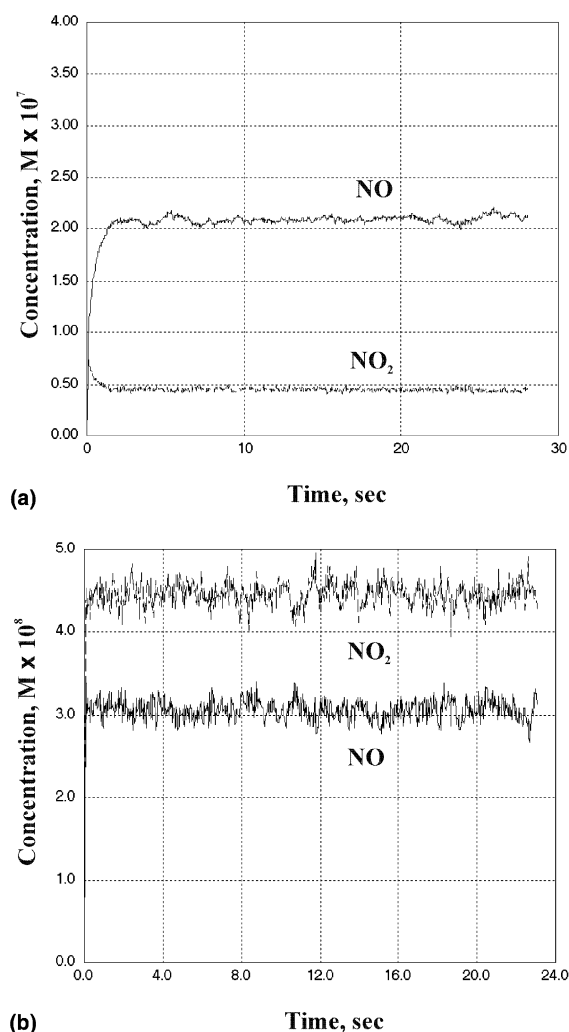 4.00
3.50
3.00
2.50
2.00
1.50
1.00
0.50
0.00
Concentration, M x 10⁷
NO
NO₂
0 10 20 30
(a) Time, sec
5.0
4.0
3.0
2.0
1.0
0.0
Concentration, M x 10⁸
NO₂
NO
0.0 4.0 8.0 12.0 16.0 20.0 24.0
(b) Time, sec